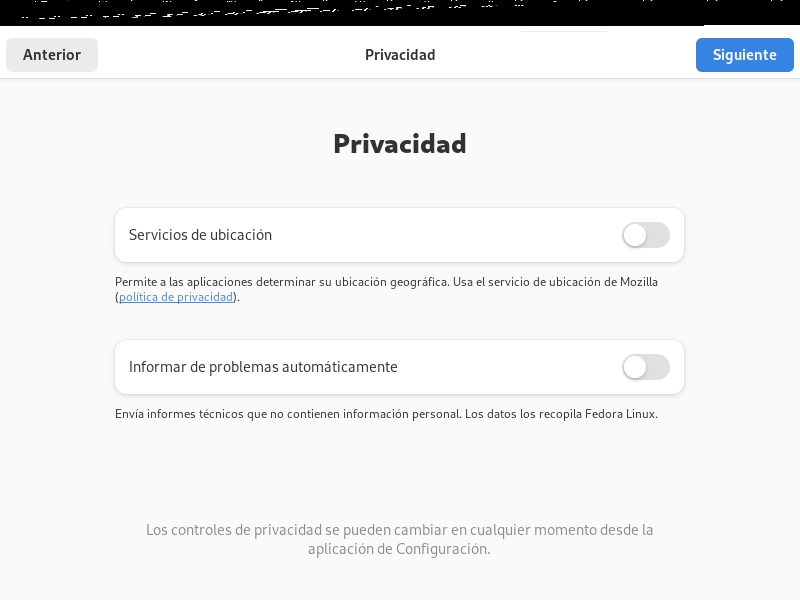 Anterior
Privacidad
Siguiente
Privacidad
Servicios de ubicación
Permite a las aplicaciones determinar su ubicación geográfica. Usa el servicio de ubicación de Mozilla
(política de privacidad).
Informar de problemas automáticamente
Envía informes técnicos que no contienen información personal. Los datos los recopila Fedora Linux.
Los controles de privacidad se pueden cambiar en cualquier momento desde la
aplicación de Configuración.